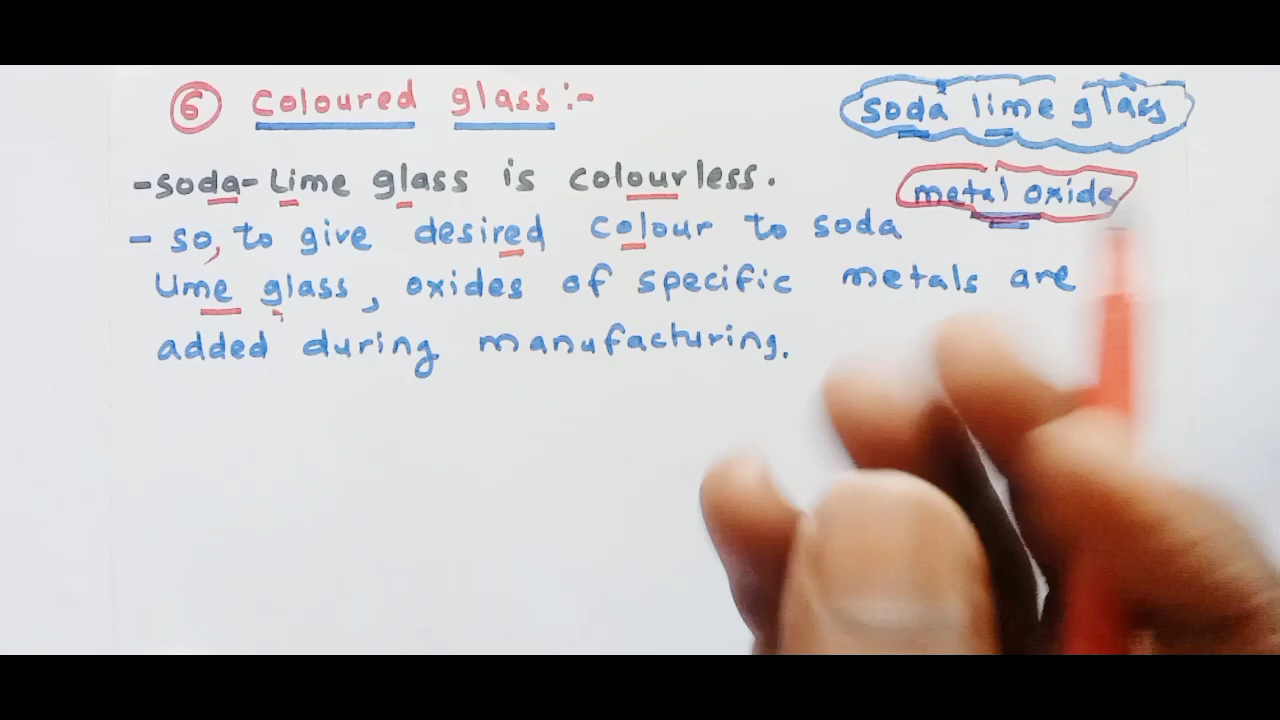 6 coloured glass:-
soda lime glass
-soda-Lime glass is colourless.
metal oxide
- so, to give desired colour to soda
Ume glass, oxides of specific metals are
added during manufacturing.